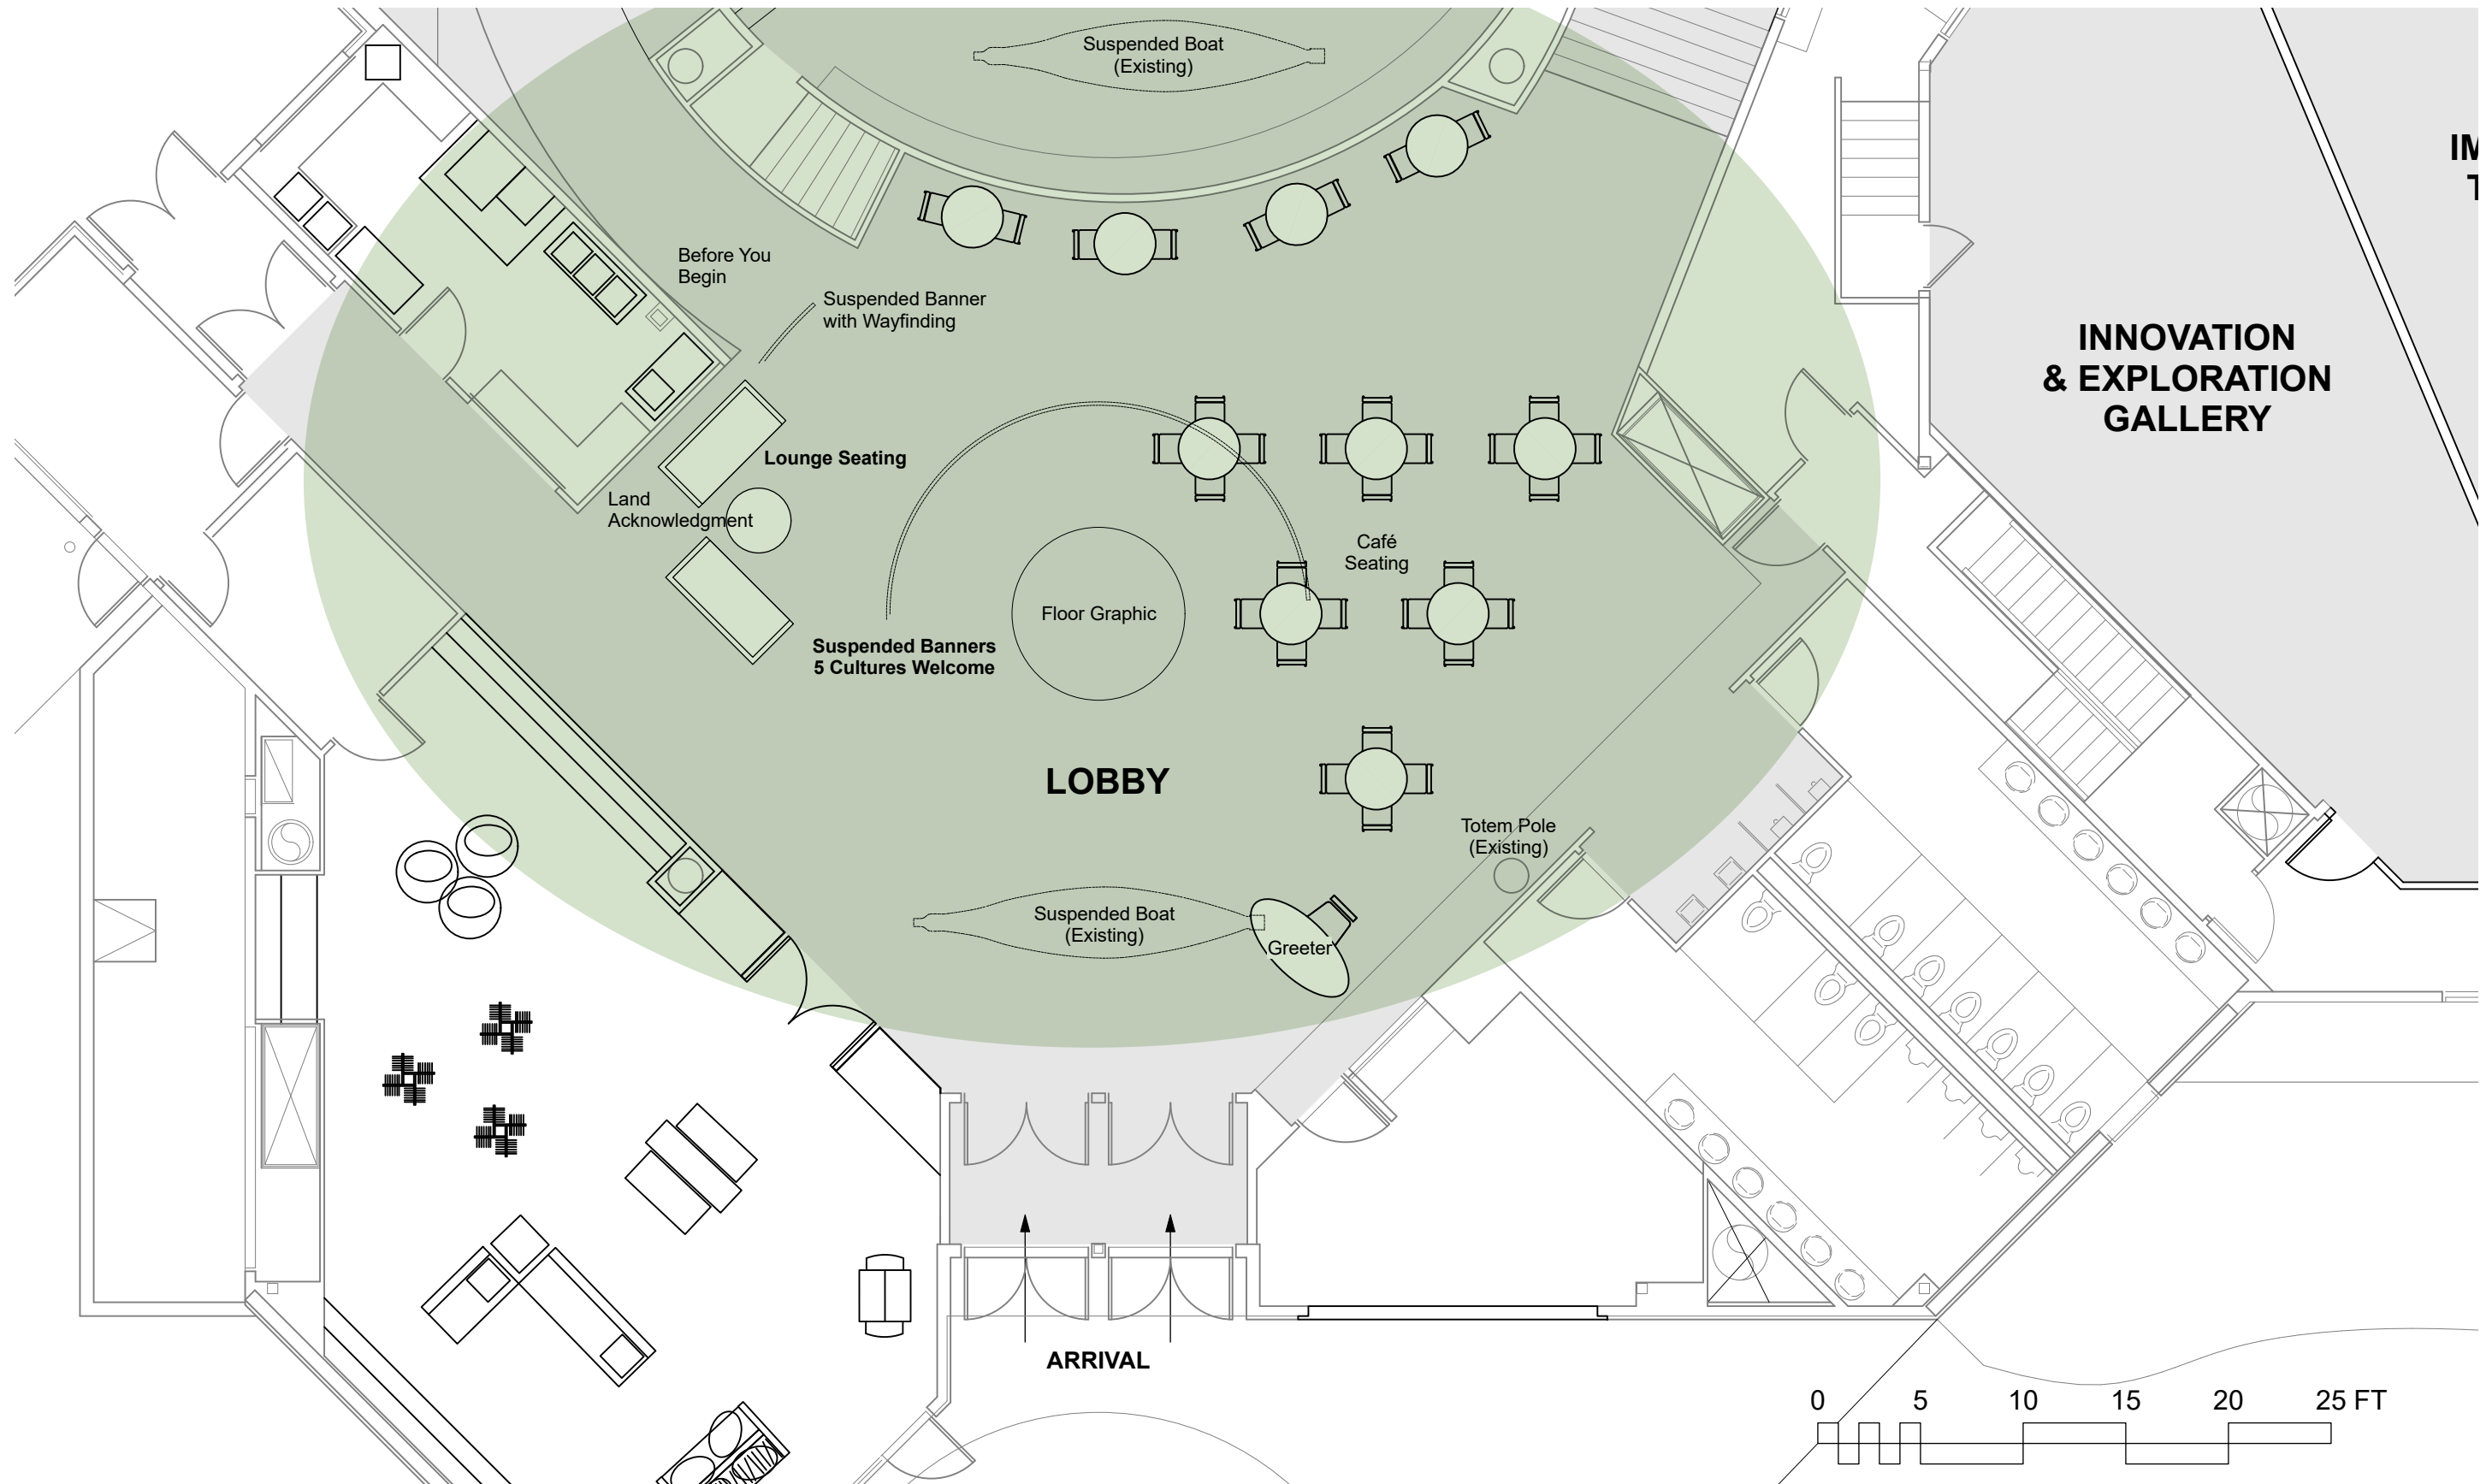 Suspended Boat
(Existing)
IM
T
Before You
Begin
Suspended Banner
with Wayfinding
INNOVATION
& EXPLORATION
GALLERY
Lounge Seating
Land
Acknowledgment
Café
Seating
Floor Graphic
Suspended Banners
5 Cultures Welcome
LOBBY
Totem Pole
(Existing)
Suspended Boat
(Existing)
Greeter
ARRIVAL
0 5 10 15 20 25 FT